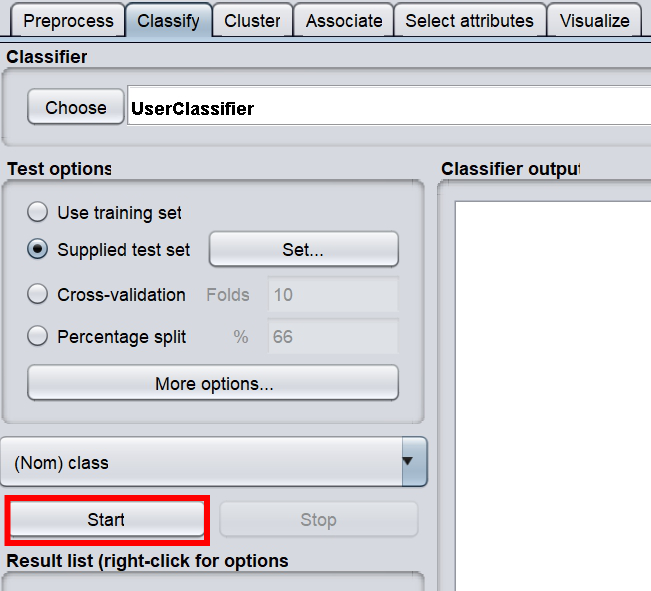 Preprocess Classify Cluster Associate Select attributes Visualize
Classifier
Choose UserClassifier
Test options
Classifier output
Use training set
Supplied test set Set...
Cross-validation Folds 10
Percentage split % 66
More options...
(Nom) class
Start Stop
Result list (right-click for options